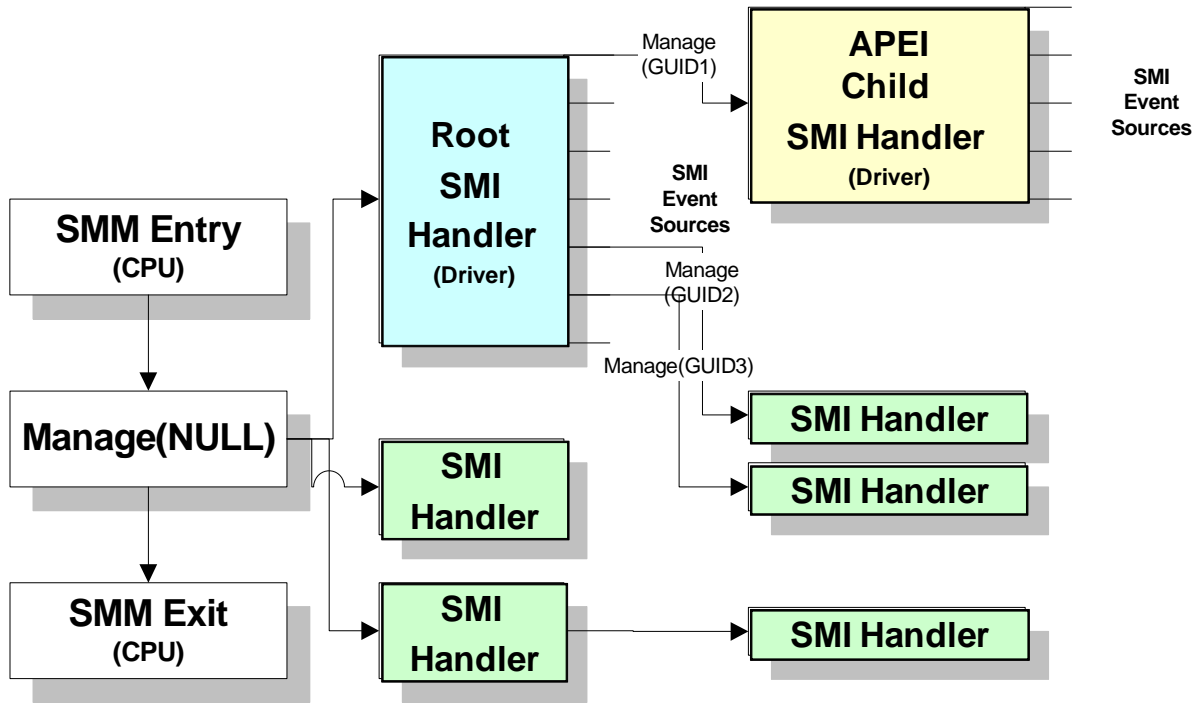 SMM Entry
(CPU)
Manage(NULL)
SMM Exit
(CPU)
Root
SMI
Handler
(Driver)
SMI
Handler
SMI
Handler
Manage
(GUID1)
SMI
Event
Sources
Manage
(GUID2)
Manage(GUID3)
APEI
Child
SMI Handler
(Driver)
SMI
Event
Sources
SMI Handler
SMI Handler
SMI Handler